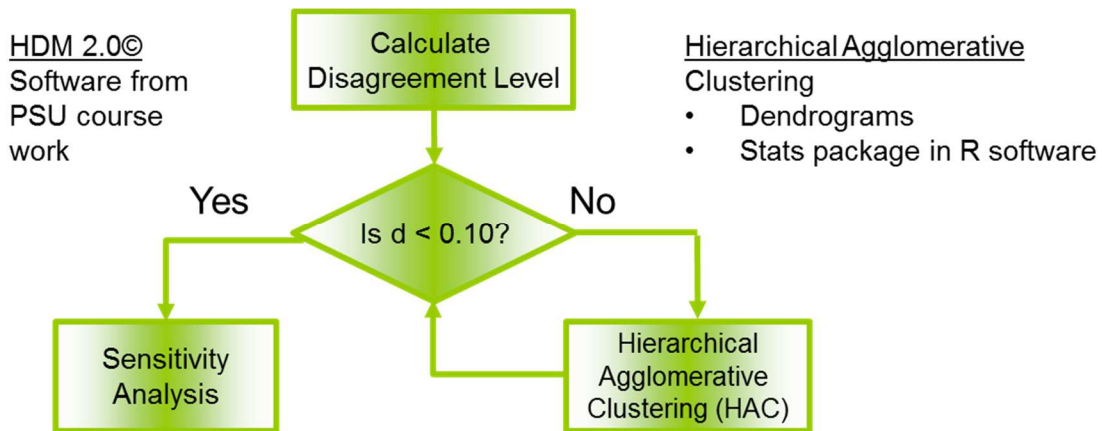 HDM 2.0©
Software from
PSU course
work
Calculate
Disagreement Level
Hierarchical Agglomerative
Clustering
• Dendrograms
• Stats package in R software
Yes
Is d < 0.10?
No
Sensitivity
Analysis
Hierarchical
Agglomerative
Clustering (HAC)